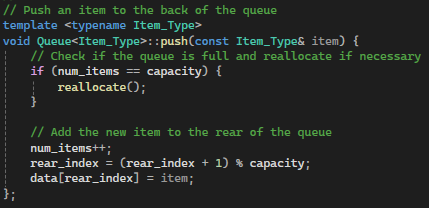 // Push an item to the back of the queue
template <typename Item_Type>
void Queue<Item_Type>::push(const Item_Type& item) {
    // Check if the queue is full and reallocate if necessary
    if (num_items == capacity) {
        reallocate();
    }

    // Add the new item to the rear of the queue
    num_items++;
    rear_index = (rear_index + 1) % capacity;
    data[rear_index] = item;
};